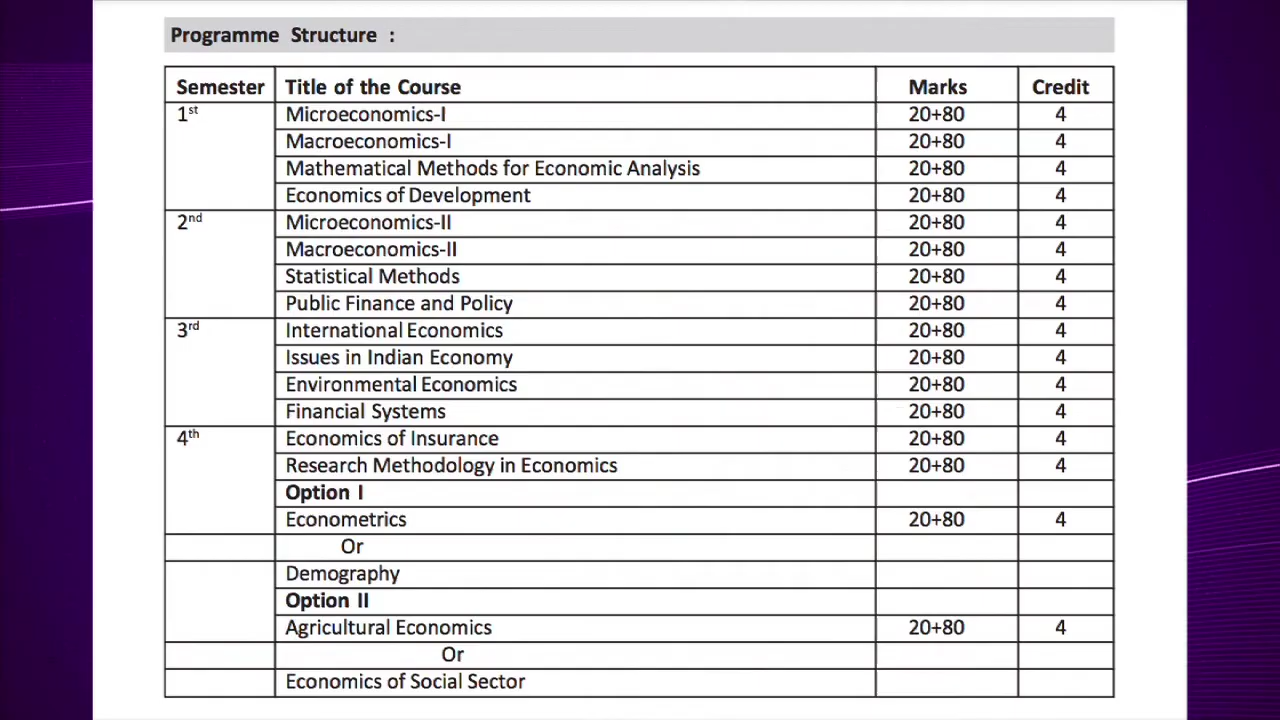 Programme Structure :
Semester Title of the Course Marks Credit
1st Microeconomics-I 20+80 4
Macroeconomics-I 20+80 4
Mathematical Methods for Economic Analysis 20+80 4
Economics of Development 20+80 4
2nd Microeconomics-II 20+80 4
Macroeconomics-II 20+80 4
Statistical Methods 20+80 4
Public Finance and Policy 20+80 4
3rd International Economics 20+80 4
Issues in Indian Economy 20+80 4
Environmental Economics 20+80 4
Financial Systems 20+80 4
4th Economics of Insurance 20+80 4
Research Methodology in Economics 20+80 4
Option I
Econometrics 20+80 4
Or
Demography
Option II
Agricultural Economics 20+80 4
Or
Economics of Social Sector